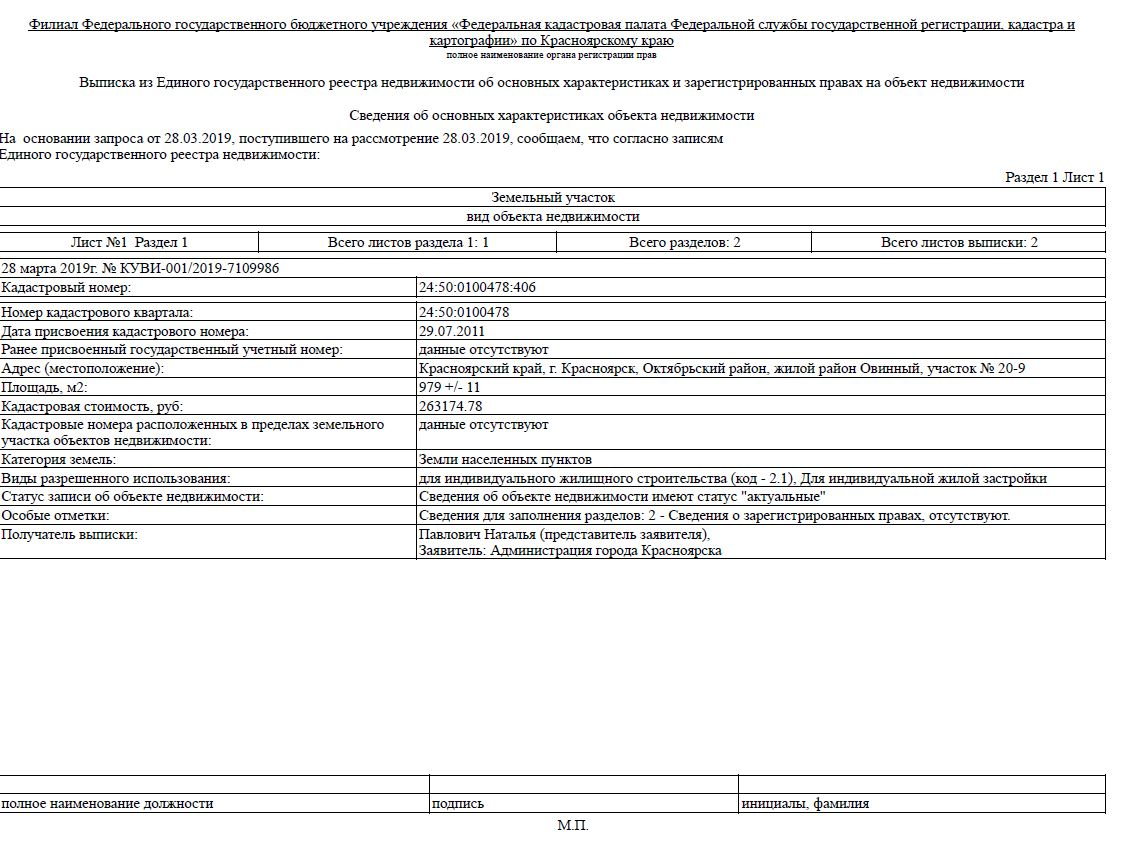 Филиал Федерального государственного бюджетного учреждения «Федеральная кадастровая палата Федеральной службы государственной регистрации, кадастра и
картографии» по Красноярскому краю
полное наименование органа регистрации прав
Выписка из Единого государственного реестра недвижимости об основных характеристиках и зарегистрированных правах на объект недвижимости
Сведения об основных характеристиках объекта недвижимости
На основании запроса от 28.03.2019, поступившего на рассмотрение 28.03.2019, сообщаем, что согласно записям
Единого государственного реестра недвижимости:
Раздел 1 Лист 1
Земельный участок
вид объекта недвижимости
Лист №1 Раздел 1 Всего листов раздела 1: 1 Всего разделов: 2 Всего листов выписки: 2
28 марта 2019г. № КУВИ-001/2019-7109986
Кадастровый номер: 24:50:0100478:406
Номер кадастрового квартала: 24:50:0100478
Дата присвоения кадастрового номера: 29.07.2011
Ранее присвоенный государственный учетный номер: данные отсутствуют
Адрес (местоположение): Красноярский край, г. Красноярск, Октябрьский район, жилой район Овинный, участок № 20-9
Площадь, м2: 979 +/- 11
Кадастровая стоимость, руб: 263174.78
Кадастровые номера расположенных в пределах земельного данные отсутствуют
участка объектов недвижимости:
Категория земель: Земли населенных пунктов
Виды разрешенного использования: для индивидуального жилищного строительства (код - 2.1), Для индивидуальной жилой застройки
Статус записи об объекте недвижимости: Сведения об объекте недвижимости имеют статус "актуальные"
Особые отметки: Сведения для заполнения разделов: 2 - Сведения о зарегистрированных правах, отсутствуют.
Получатель выписки: Павлович Наталья (представитель заявителя),
Заявитель: Администрация города Красноярска
полное наименование должности подпись инициалы, фамилия
М.П.